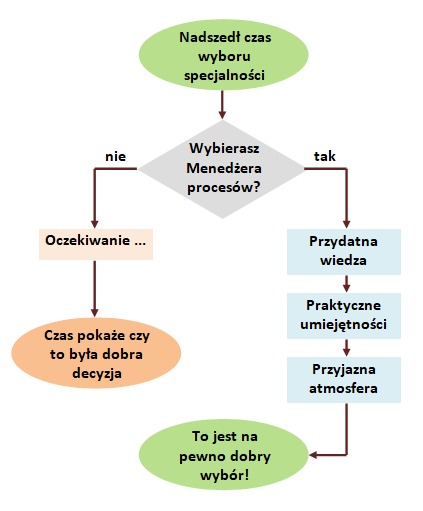 Nadszedł czas
wyboru
specjalności
Wybierasz
Menedżera
procesów?
nie
tak
Oczekiwanie ...
Czas pokaże czy
to była dobra
decyzja
Przydatna
wiedza
Praktyczne
umiejętności
Przyjazna
atmosfera
To jest na
pewno dobry
wybór!